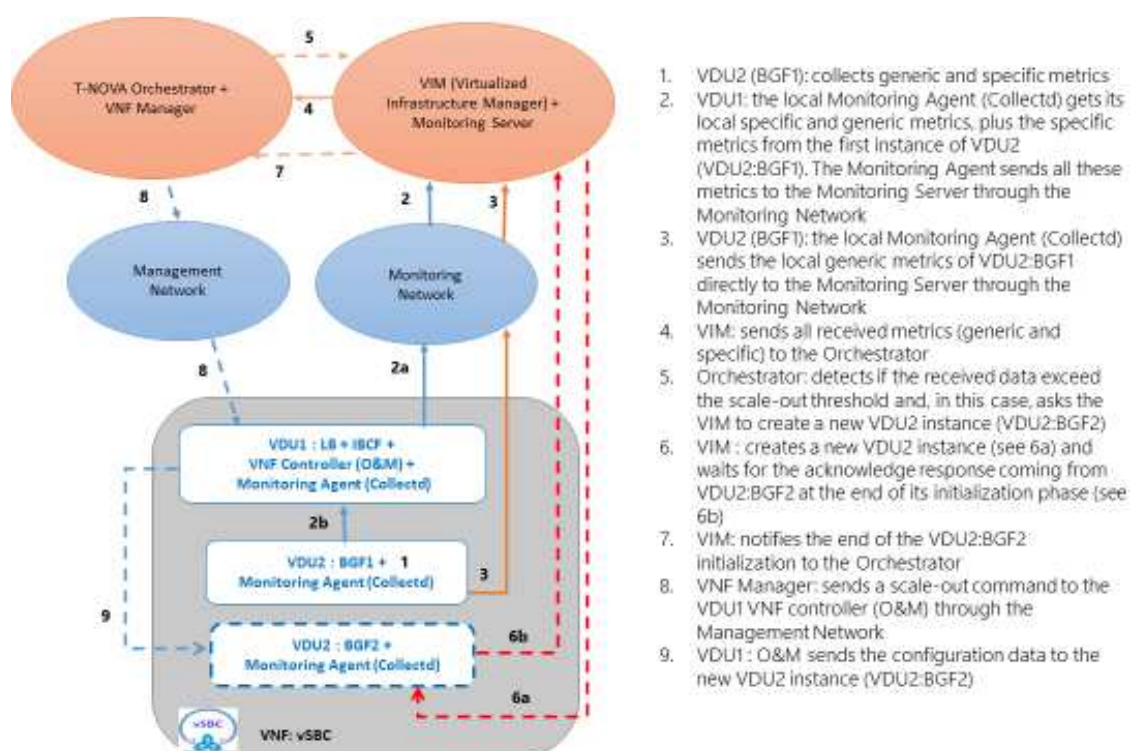 5
T-NOVA Orchestrator +
VNF Manager
VIM (Virtualized
Infrastructure Manager) +
Monitoring Server
4
7
8
2
3
Management
Network
Monitoring
Network
8
2a
VDU1 : LB + IBCF +
VNF Controller (O&M) +
Monitoring Agent (Collectd)
2b
VDU2 : BGF1 + 1
Monitoring Agent (Collectd)
3
9
VDU2 : BGF2 +
Monitoring Agent (Collectd)
6b
6a
vSBC
VNF: vSBC
1. VDU2 (BGF1): collects generic and specific metrics
2. VDU1: the local Monitoring Agent (Collectd) gets its
local specific and generic metrics, plus the specific
metrics from the first instance of VDU2
(VDU2:BGF1). The Monitoring Agent sends all these
metrics to the Monitoring Server through the
Monitoring Network
3. VDU2 (BGF1): the local Monitoring Agent (Collectd)
sends the local generic metrics of VDU2:BGF1
directly to the Monitoring Server through the
Monitoring Network
4. VIM: sends all received metrics (generic and
specific) to the Orchestrator
5. Orchestrator: detects if the received data exceed
the scale-out threshold and, in this case, asks the
VIM to create a new VDU2 instance (VDU2:BGF2)
6. VIM : creates a new VDU2 instance (see 6a) and
waits for the acknowledge response coming from
VDU2:BGF2 at the end of its initialization phase (see
6b)
7. VIM: notifies the end of the VDU2:BGF2
initialization to the Orchestrator
8. VNF Manager: sends a scale-out command to the
VDU1 VNF controller (O&M) through the
Management Network
9. VDU1 : O&M sends the configuration data to the
new VDU2 instance (VDU2:BGF2)